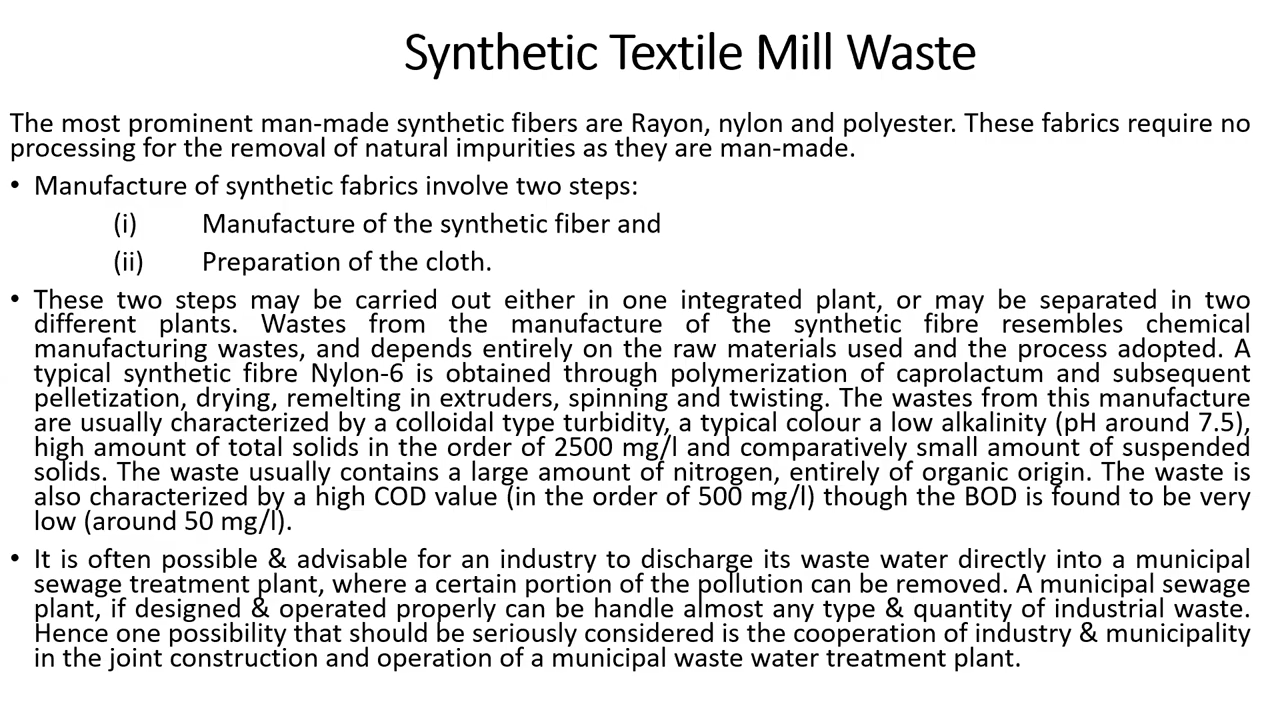 Synthetic Textile Mill Waste
The most prominent man-made synthetic fibers are Rayon, nylon and polyester. These fabrics require no
processing for the removal of natural impurities as they are man-made.
• Manufacture of synthetic fabrics involve two steps:
(i) Manufacture of the synthetic fiber and
(ii) Preparation of the cloth.
• These two steps may be carried out either in one integrated plant, or may be separated in two
different plants. Wastes from the manufacture of the synthetic fibre resembles chemical
manufacturing wastes, and depends entirely on the raw materials used and the process adopted. A
typical synthetic fibre Nylon-6 is obtained through polymerization of caprolactum and subsequent
pelletization, drying, remelting in extruders, spinning and twisting. The wastes from this manufacture
are usually characterized by a colloidal type turbidity, a typical colour a low alkalinity (pH around 7.5),
high amount of total solids in the order of 2500 mg/l and comparatively small amount of suspended
solids. The waste usually contains a large amount of nitrogen, entirely of organic origin. The waste is
also characterized by a high COD value (in the order of 500 mg/l) though the BOD is found to be very
low (around 50 mg/l).
• It is often possible & advisable for an industry to discharge its waste water directly into a municipal
sewage treatment plant, where a certain portion of the pollution can be removed. A municipal sewage
plant, if designed & operated properly can be handle almost any type & quantity of industrial waste.
Hence one possibility that should be seriously considered is the cooperation of industry & municipality
in the joint construction and operation of a municipal waste water treatment plant.